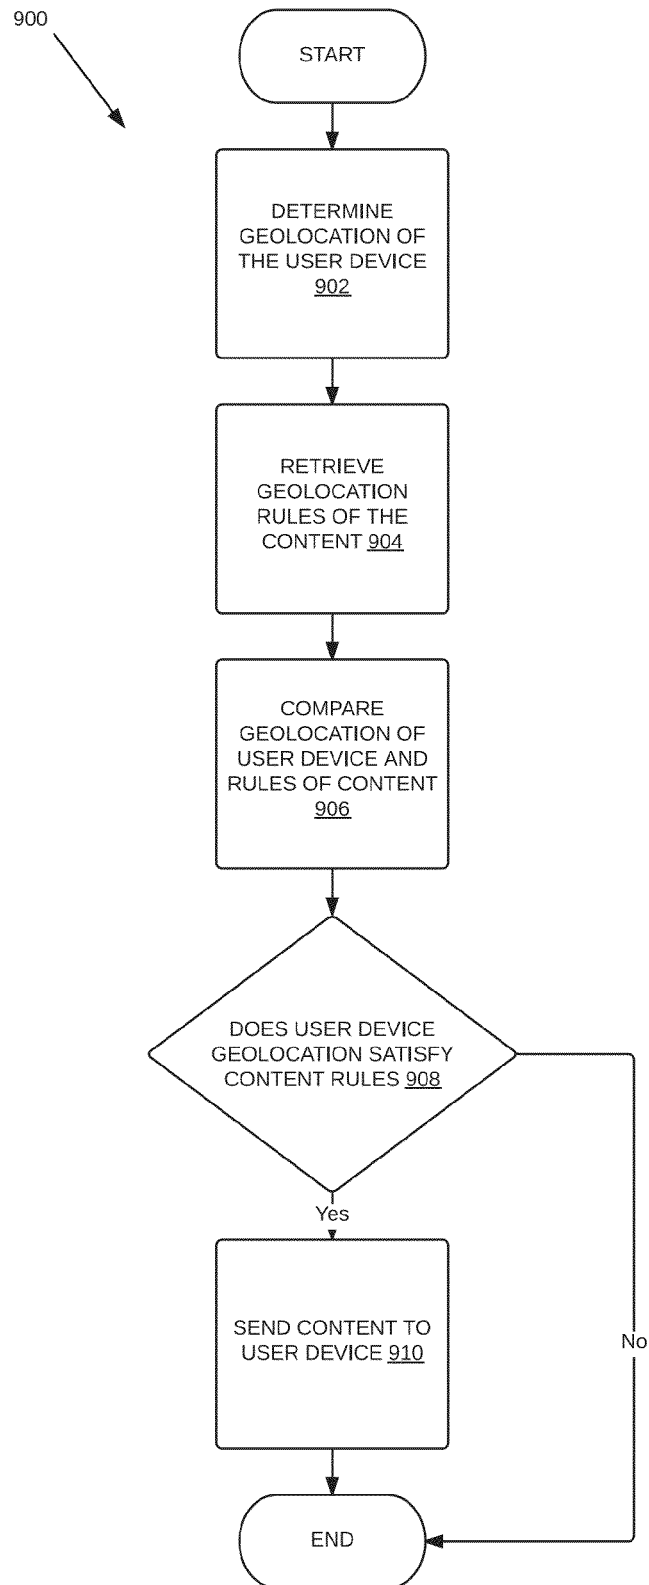 900
START
DETERMINE
GEOLOCATION OF
THE USER DEVICE
902
RETRIEVE
GEOLOCATION
RULES OF THE
CONTENT 904
COMPARE
GEOLOCATION OF
USER DEVICE AND
RULES OF CONTENT
906
DOES USER DEVICE
GEOLOCATION SATISFY
CONTENT RULES 908
Yes
SEND CONTENT TO
USER DEVICE 910
No
END